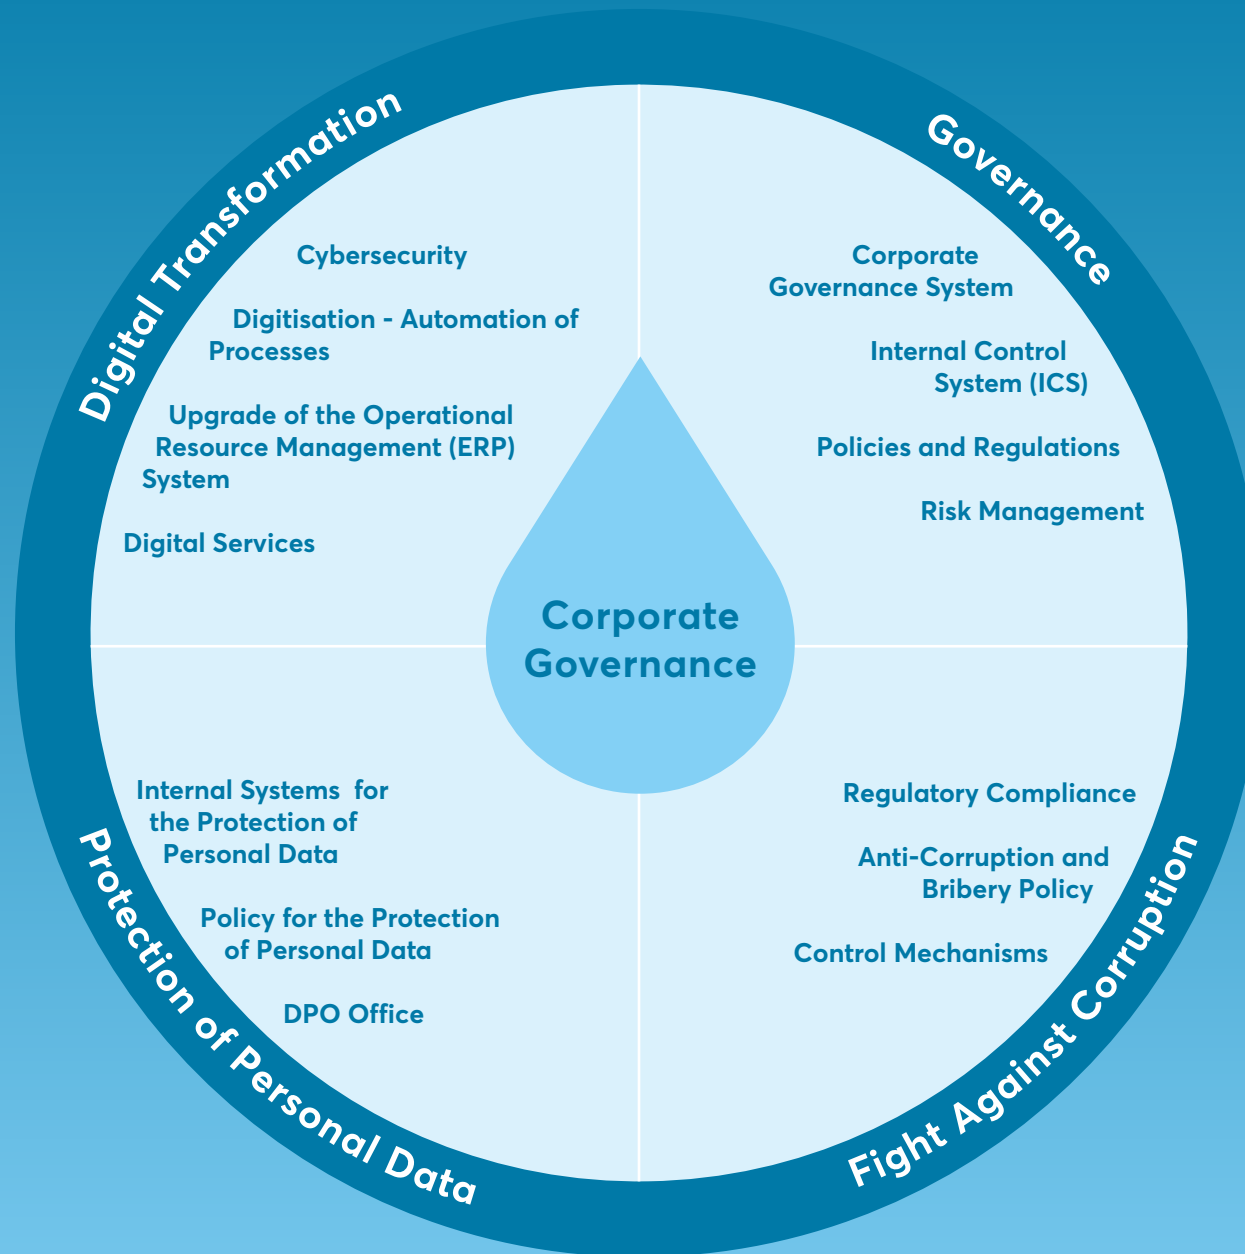 Digital Transformation
Cybersecurity
Digitisation - Automation of
Processes
Upgrade of the Operational
Resource Management (ERP)
System
Digital Services
Governance
Corporate
Governance System
Internal Control
System (ICS)
Policies and Regulations
Risk Management
Corporate
Governance
Protection of Personal Data
Internal Systems for
the Protection of
Personal Data
Policy for the Protection
of Personal Data
DPO Office
Fight Against Corruption
Regulatory Compliance
Anti-Corruption and
Bribery Policy
Control Mechanisms